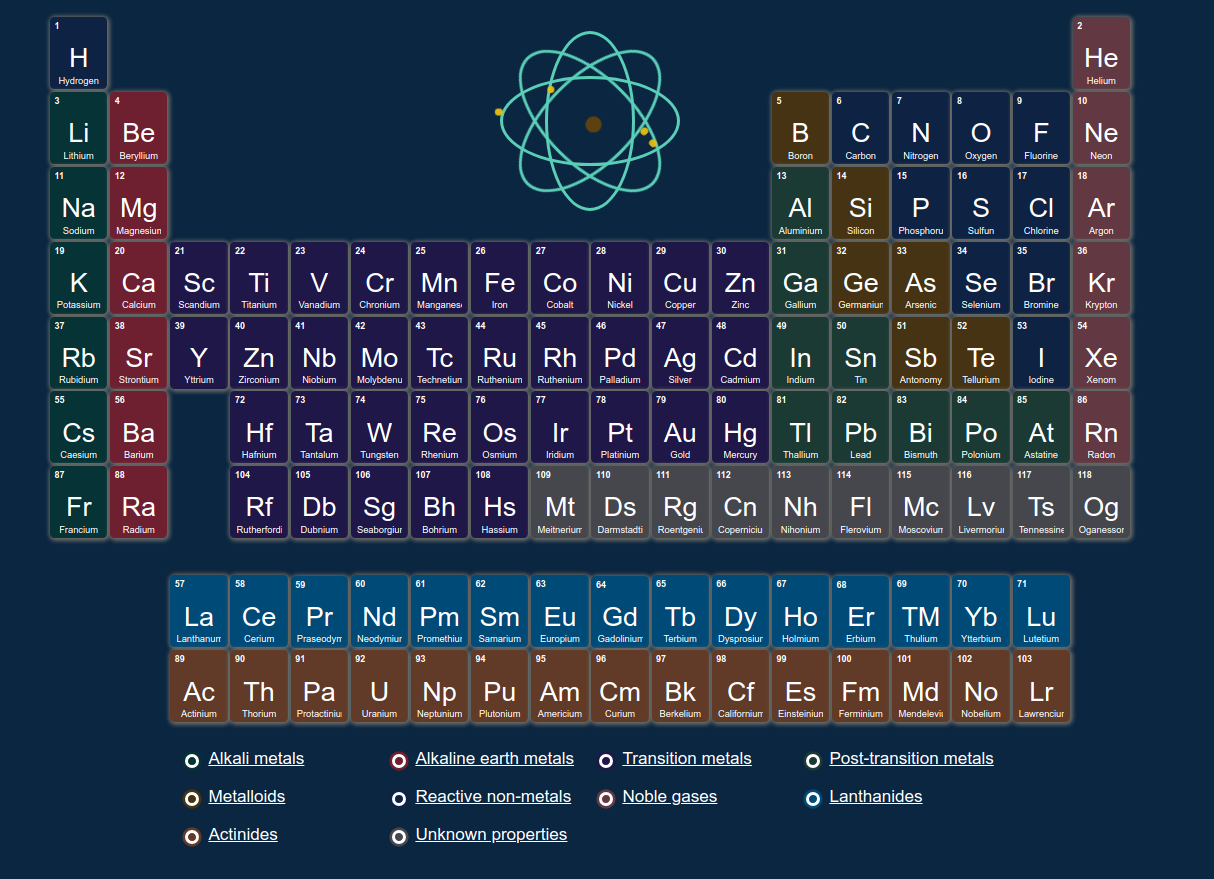 1 2
H He
Hydrogen Helium
3 4 5 6 7 8 9 10
Li Be B C N O F Ne
Lithium Beryllium Boron Carbon Nitrogen Oxygen Fluorine Neon
11 12 13 14 15 16 17 18
Na Mg Al Si P S Cl Ar
Sodium Magnesium Aluminium Silicon Phosphoru Sulfun Chlorine Argon
19 20 21 22 23 24 25 26 27 28 29 30 31 32 33 34 35 36
K Ca Sc Ti V Cr Mn Fe Co Ni Cu Zn Ga Ge As Se Br Kr
Potassium Calcium Scandium Titanium Vanadium Chronium Manganes Iron Cobalt Nickel Copper Zinc Gallium Germaniun Arsenic Selenium Bromine Krypton
37 38 39 40 41 42 43 44 45 46 47 48 49 50 51 52 53 54
Rb Sr Y Zn Nb Mo Tc Ru Rh Pd Ag Cd In Sn Sb Te I Xe
Rubidium Strontium Yttrium Zirconium Niobium Molybdenu Technetiun Ruthenium Ruthenium Palladium Silver Cadmium Indium Tin Antonomy Tellurium Iodine Xenom
55 56 72 73 74 75 76 77 78 79 80 81 82 83 84 85 86
Cs Ba Hf Ta W Re Os Ir Pt Au Hg Tl Pb Bi Po At Rn
Caesium Barium Hafnium Tantalum Tungsten Rhenium Osmium Iridium Platinium Gold Mercury Thallium Lead Bismuth Polonium Astatine Radon
87 88 104 105 106 107 108 109 110 111 112 113 114 115 116 117 118
Fr Ra Rf Db Sg Bh Hs Mt Ds Rg Cn Nh Fl Mc Lv Ts Og
Francium Radium Rutherfordi Dubnium Seaborgiur Bohrium Hassium Meitneriun Darmstadti Roentgeniu Coperniciu Nihonium Flerovium Moscoviun Livermoriur Tennessine Oganessor
57 58 59 60 61 62 63 64 65 66 67 68 69 70 71
La Ce Pr Nd Pm Sm Eu Gd Tb Dy Ho Er TM Yb Lu
Lanthanun Cerium Praseodyn Neodymiur Promethiur Samarium Europium Gadoliniun Terbium Dysprosiur Holmium Erbium Thulium Ytterbium Lutetium
89 90 91 92 93 94 95 96 97 98 99 100 101 102 103
Ac Th Pa U Np Pu Am Cm Bk Cf Es Fm Md No Lr
Actinium Thorium Protactiniu Uranium Neptunium Plutonium Americium Curium Berkelium Californiun Einsteiniun Ferminium Mendelevi Nobelium Lawrenciur
Alkali metals Alkaline earth metals Transition metals Post-transition metals
Metalloids Reactive non-metals Noble gases Lanthanides
Actinides Unknown properties